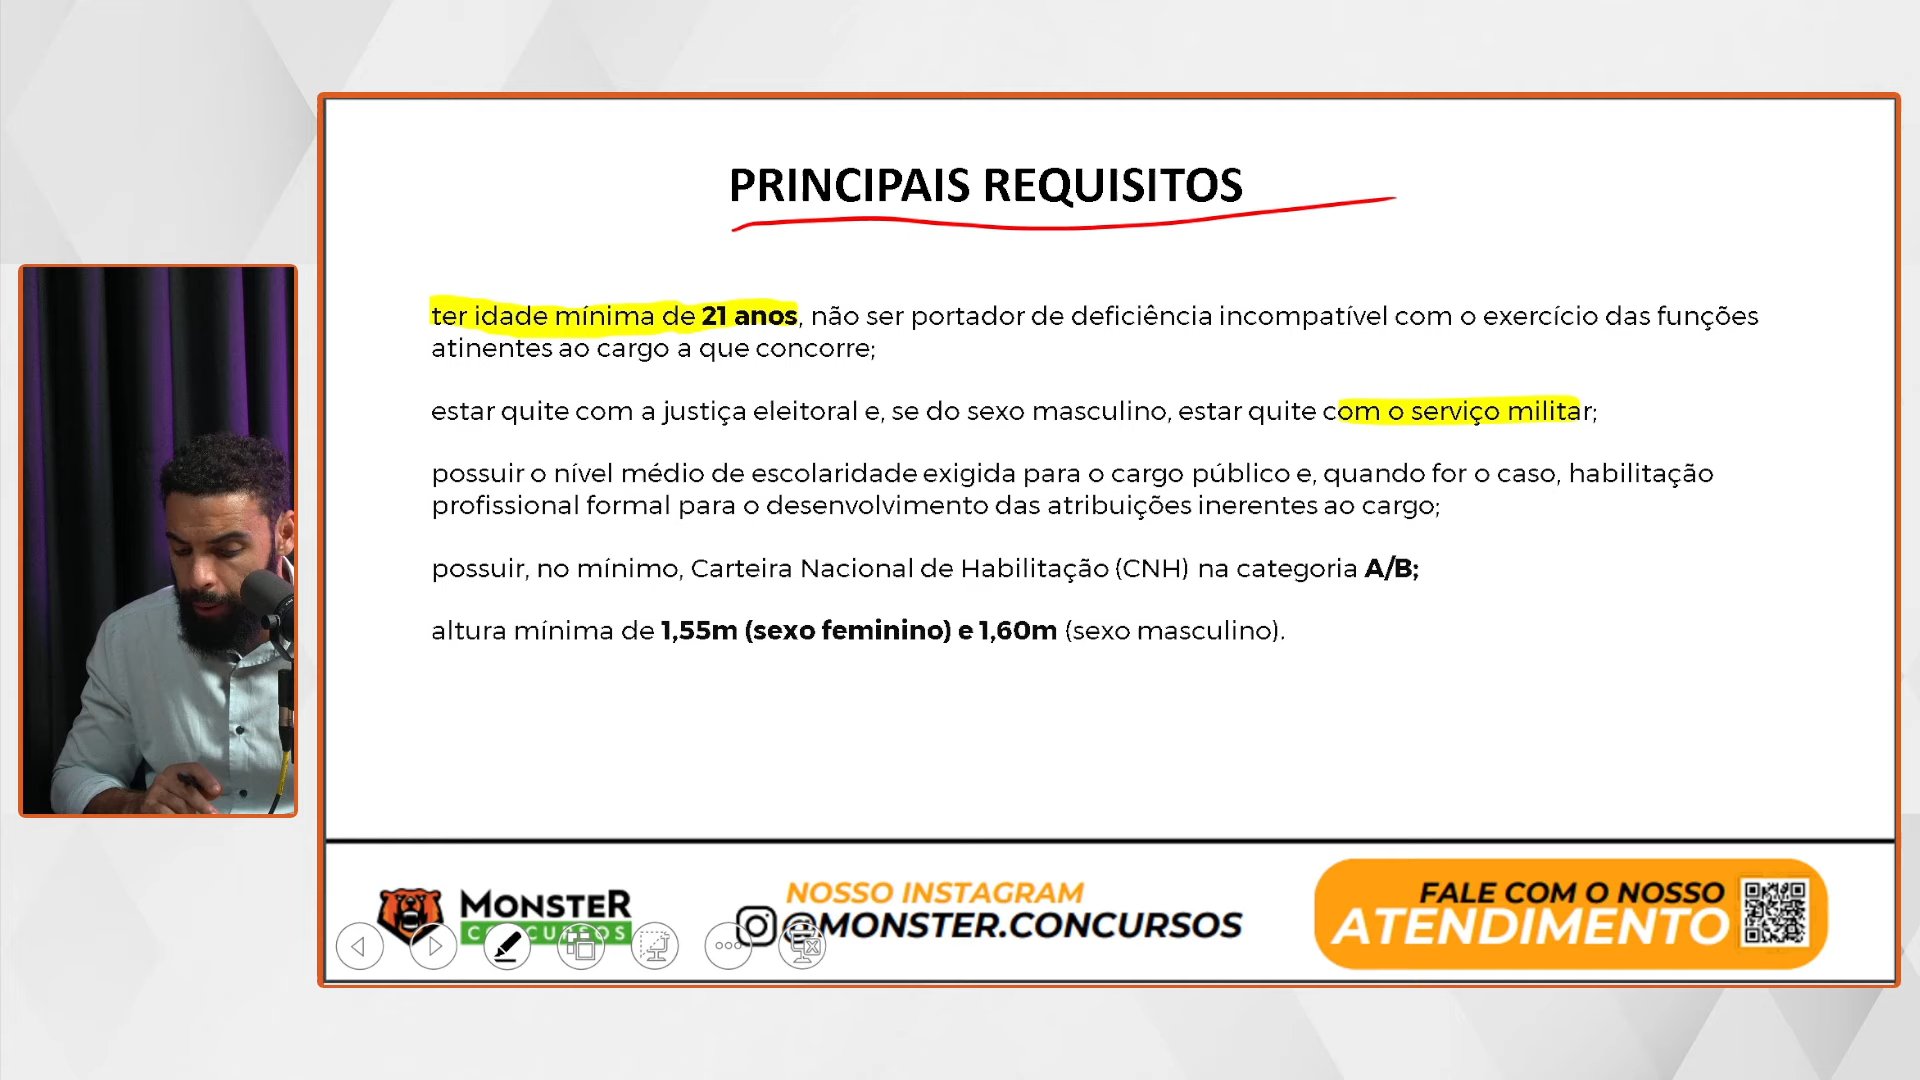 PRINCIPAIS REQUISITOS
ter idade mínima de 21 anos, não ser portador de deficiência incompatível com o exercício das funções
atinentes ao cargo a que concorre;
estar quite com a justiça eleitoral e, se do sexo masculino, estar quite com o serviço militar;
possuir o nível médio de escolaridade exigida para o cargo público e, quando for o caso, habilitação
profissional formal para o desenvolvimento das atribuições inerentes ao cargo;
possuir, no mínimo, Carteira Nacional de Habilitação (CNH) na categoria A/B;
altura mínima de 1,55m (sexo feminino) e 1,60m (sexo masculino).
MONSTER
CONCURSOS
NOSSO INSTAGRAM
@MONSTER.CONCURSOS
FALE COM O NOSSO
ATENDIMENTO